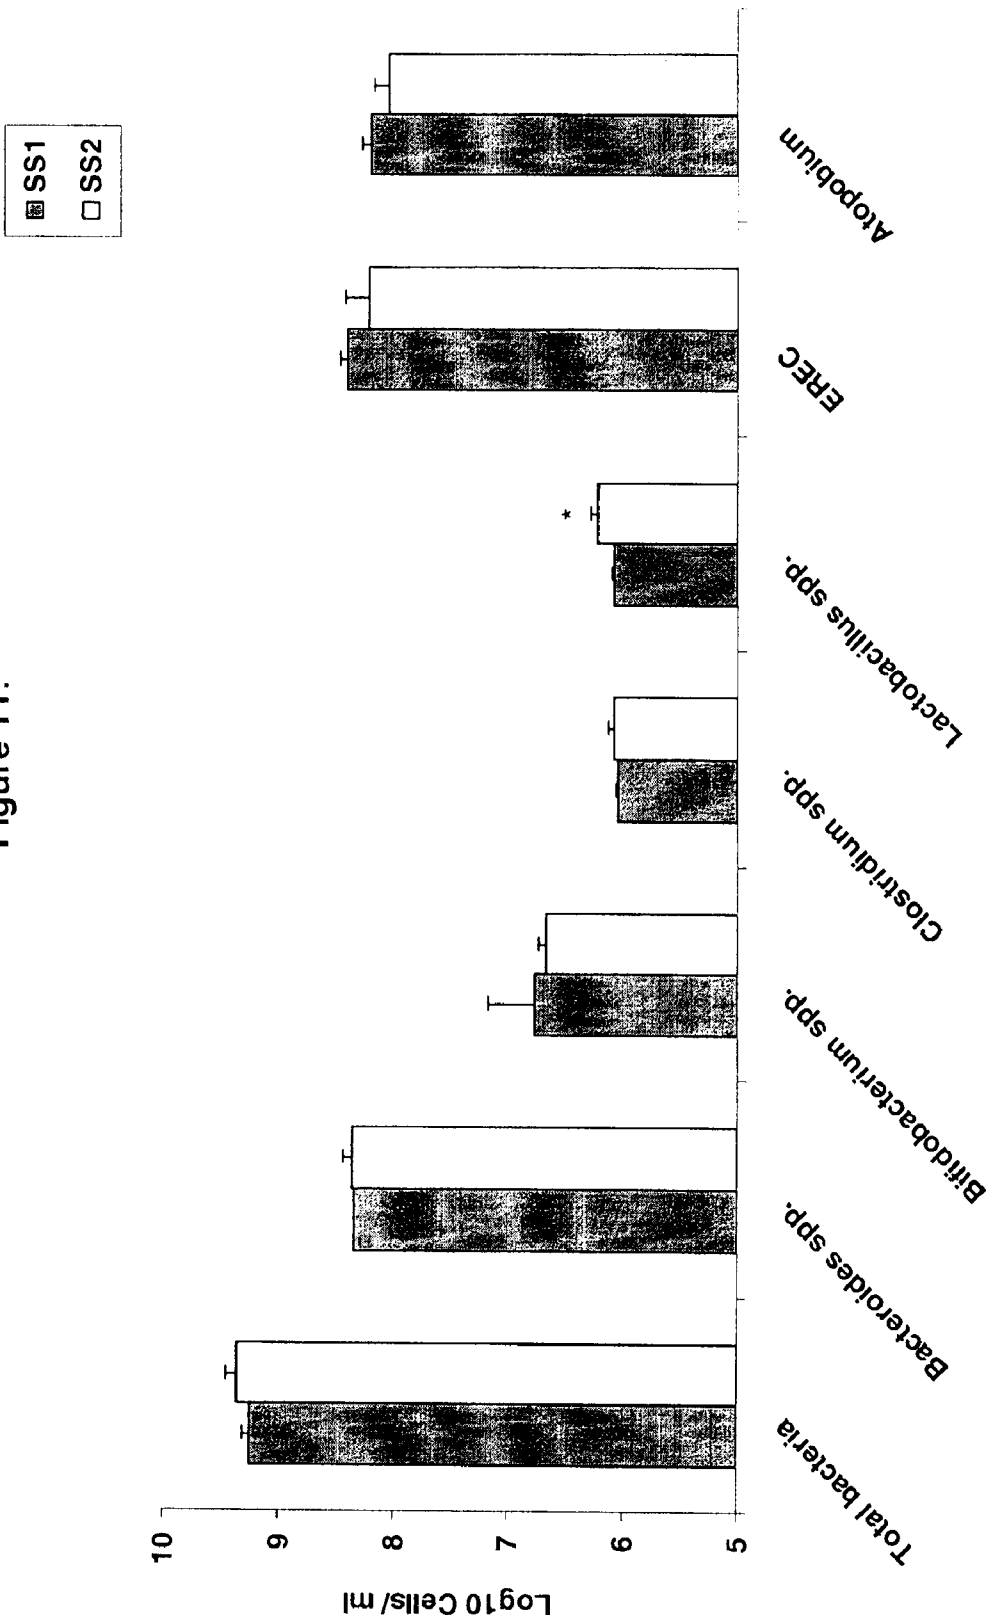 Figure 11.
SS1
SS2
Log10 Cells/ ml
10
9
8
7
6
5
*
Total bacteria
Bacteroides spp.
Bifidobacterium spp.
Clostridium spp.
Lactobacillus spp.
EREC
Atopobium